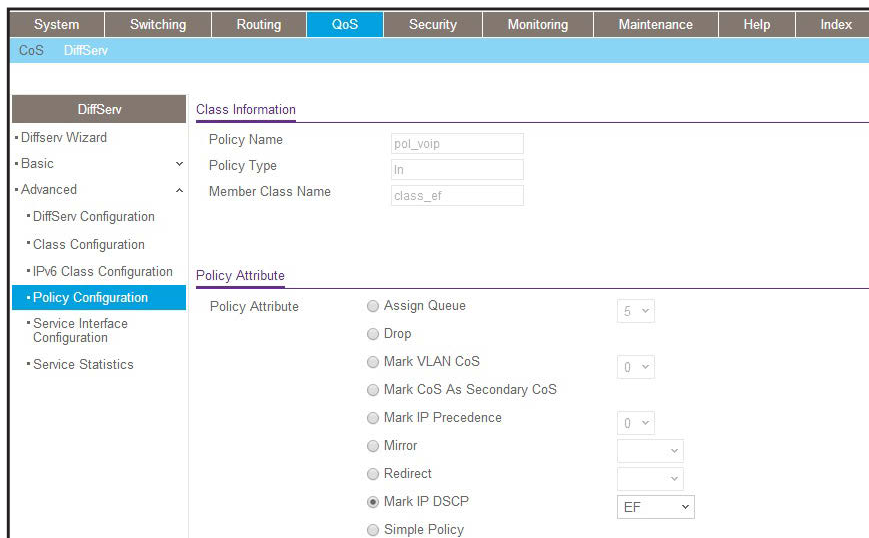 System Switching Routing QoS Security Monitoring Maintenance Help Index
CoS DiffServ
DiffServ
Diffserv Wizard
Basic
Advanced
DiffServ Configuration
Class Configuration
IPv6 Class Configuration
Policy Configuration
Service Interface
Configuration
Service Statistics
Class Information
Policy Name pol_voip
Policy Type In
Member Class Name class_ef
Policy Attribute
Policy Attribute Assign Queue 5
Drop
Mark VLAN CoS 0
Mark CoS As Secondary CoS
Mark IP Precedence 0
Mirror
Redirect
Mark IP DSCP EF
Simple Policy